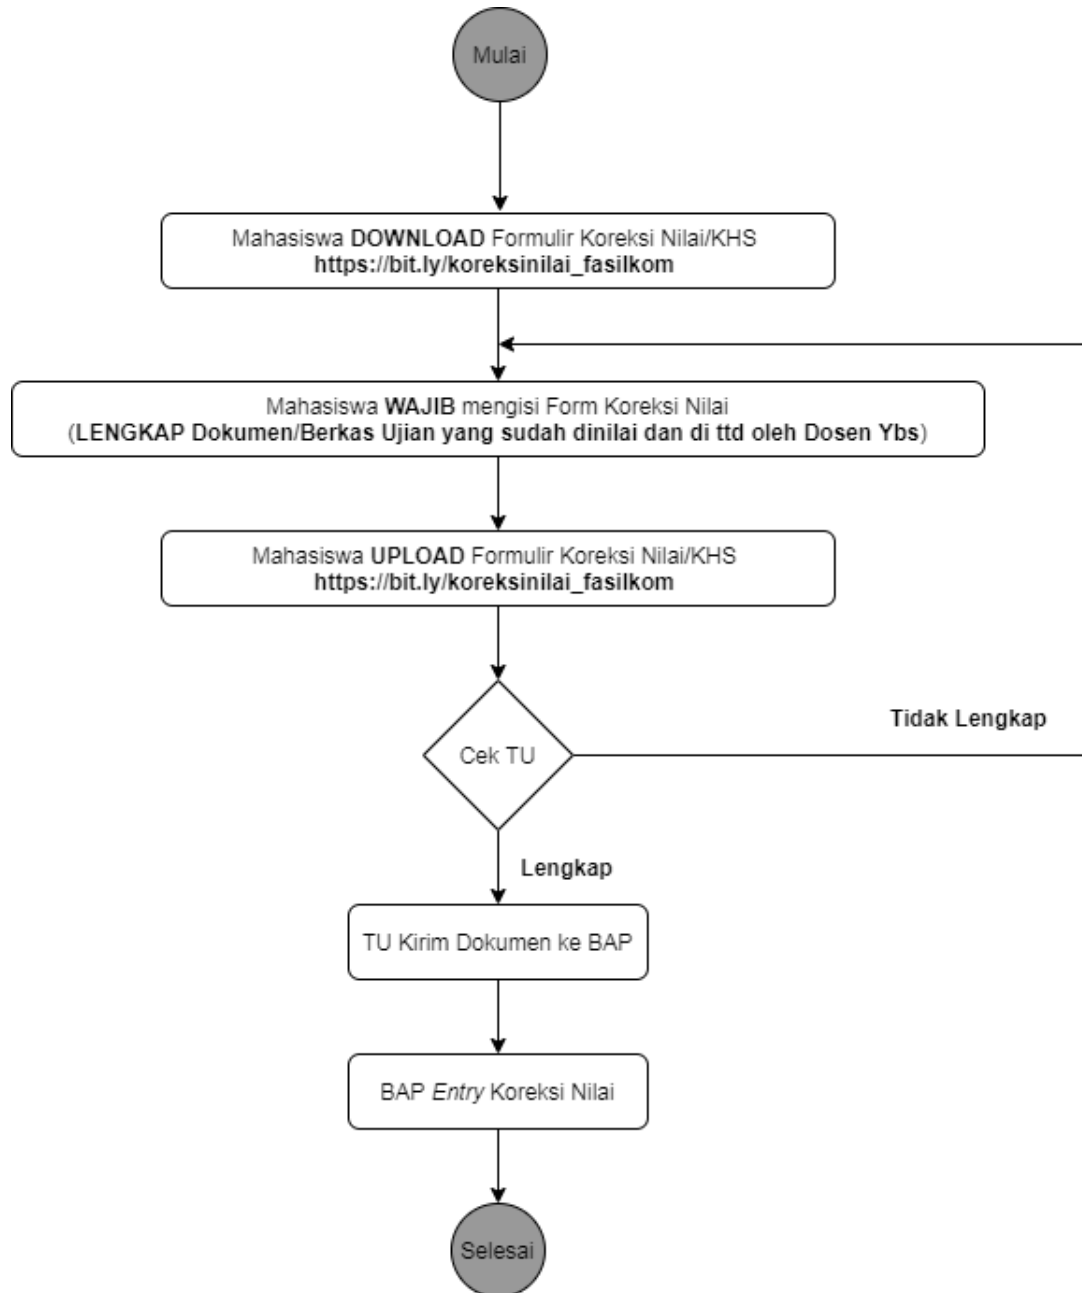 Mulai
Mahasiswa DOWNLOAD Formulir Koreksi Nilai/KHS
https://bit.ly/koreksinilai_fasilkom
Mahasiswa WAJIB mengisi Form Koreksi Nilai
(LENGKAP Dokumen/Berkas Ujian yang sudah dinilai dan di ttd oleh Dosen Ybs)
Mahasiswa UPLOAD Formulir Koreksi Nilai/KHS
https://bit.ly/koreksinilai_fasilkom
Tidak Lengkap
Cek TU
Lengkap
TU Kirim Dokumen ke BAP
BAP Entry Koreksi Nilai
Selesai